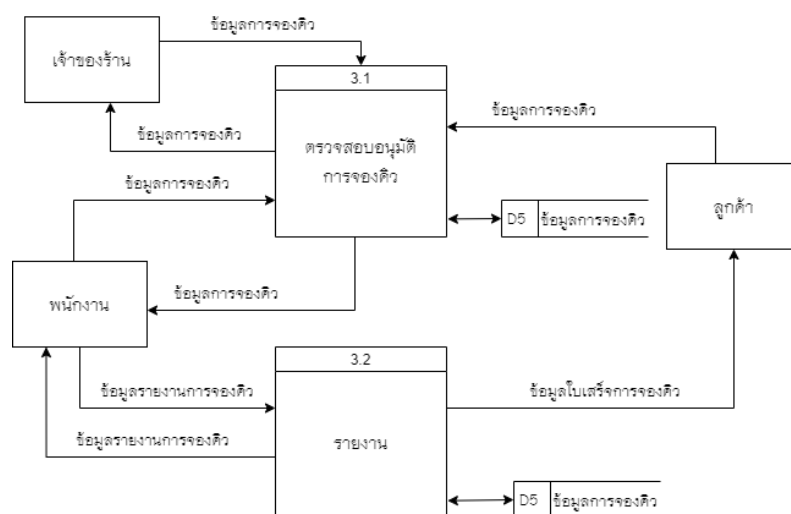 ข้อมูลการจองคิว
เจ้าของร้าน
3.1
ข้อมูลการจองคิว
ข้อมูลการจองคิว
ตรวจสอบอนุมัติ
การจองคิว
ข้อมูลการจองคิว
ลูกค้า
D5 ข้อมูลการจองคิว
พนักงาน
ข้อมูลการจองคิว
3.2
ข้อมูลรายงานการจองคิว
ข้อมูลใบเสร็จการจองคิว
ข้อมูลรายงานการจองคิว
รายงาน
D5 ข้อมูลการจองคิว